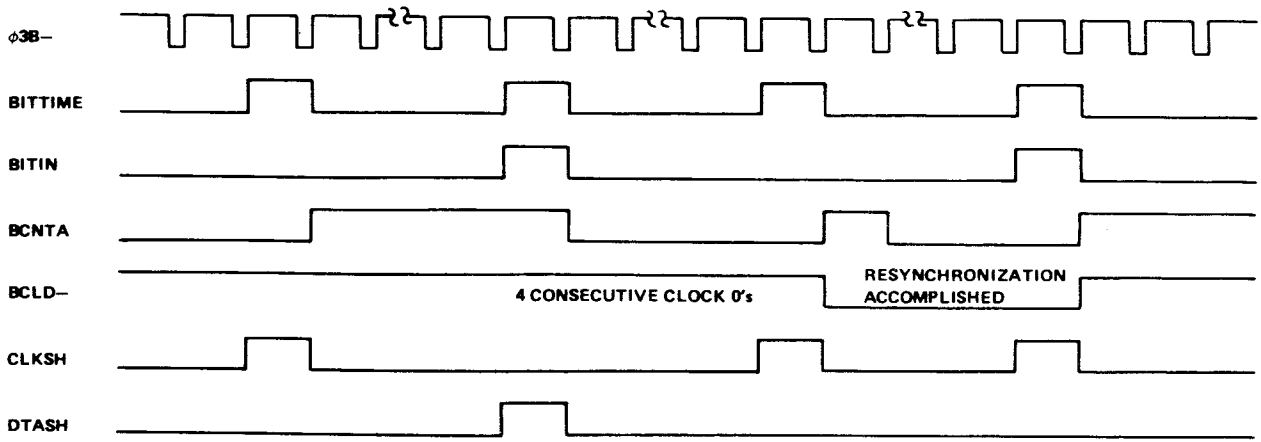 φ3B–
BITTIME
BITIN
BCNTA
BCLD–
4 CONSECUTIVE CLOCK 0's
RESYNCHRONIZATION
ACCOMPLISHED
CLKSH
DTASH